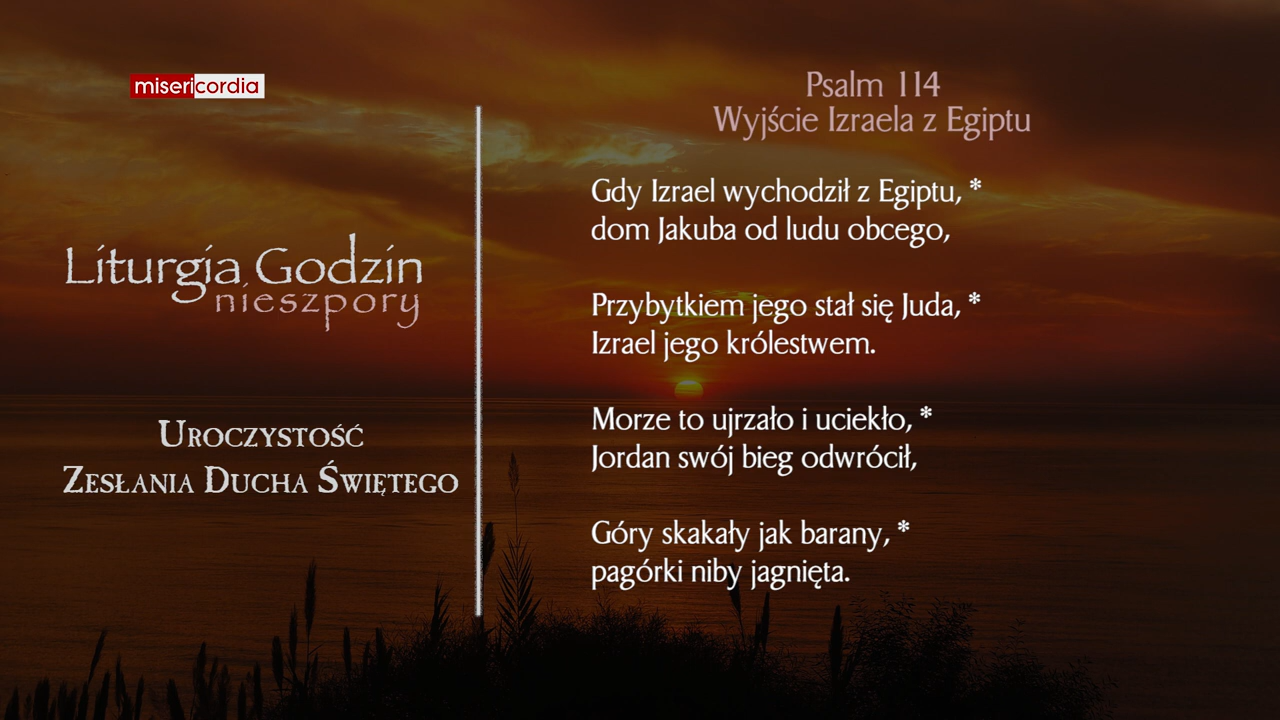 misericordia
Liturgia Godzin
nieszpory
Uroczystość
Zesłania Ducha Świętego
Psalm 114
Wyjście Izraela z Egiptu
Gdy Izrael wychodził z Egiptu, *
dom Jakuba od ludu obcego,
Przybytkiem jego stał się Juda, *
Izrael jego królestwem.
Morze to ujrzało i uciekło, *
Jordan swój bieg odwrócił,
Góry skakały jak barany, *
pagórki niby jagnięta.